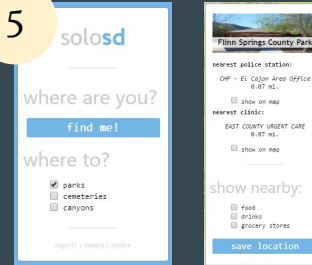 5
solosd
where are you?
find me!
where to?
parks
cemeteries
canyons
Flinn Springs County Park
nearest police station:
CHP - El Cajon Area Office
0.07 mi.
show on map
nearest clinic:
EAST COUNTY URGENT CARE
0.07 mi.
show on map
show nearby:
food
drinks
grocery stores
save location